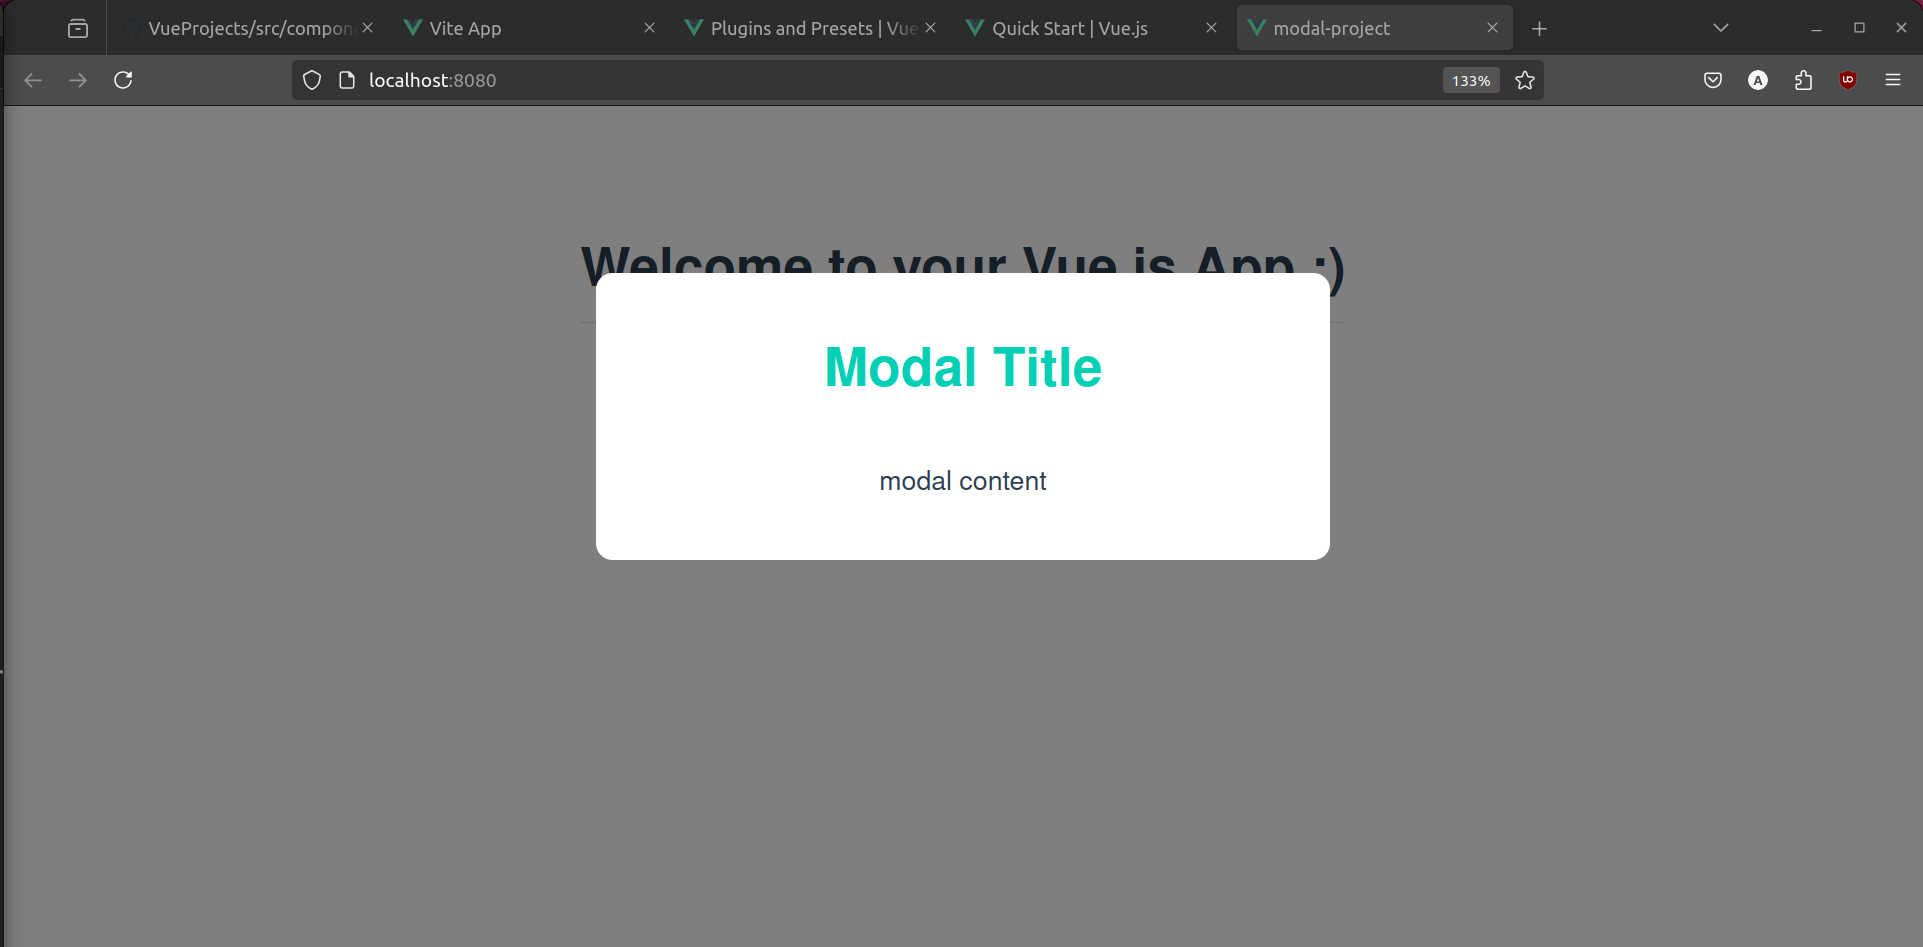 VueProjects/src/compon
Vite App
Plugins and Presets | Vue
Quick Start | Vue.js
modal-project
localhost:8080
133%
A
Welcome to your Vue.js App :)
Modal Title
modal content